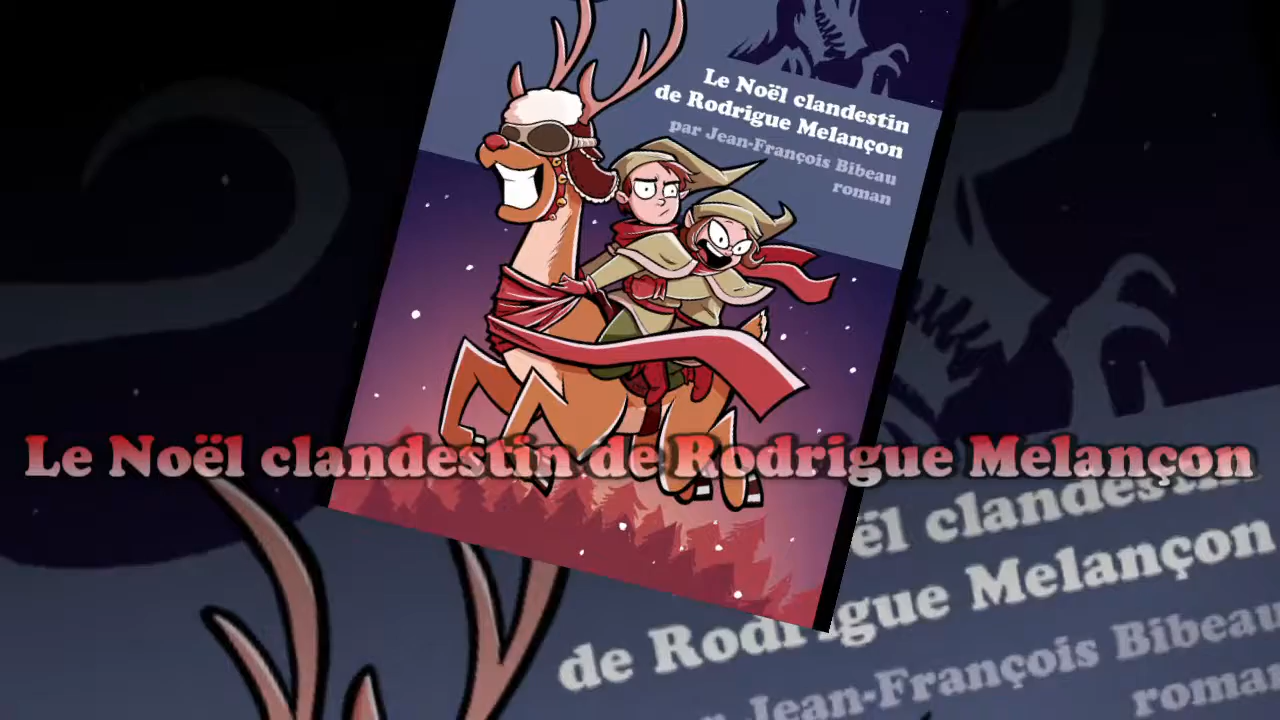 Le Noël clandestin
de Rodrigue Melançon
par Jean-François Bibeau
roman
Le Noël clandestin de Rodrigue Melançon
ël clandestin
de Rodrigue Melançon
Jean-François Bibeau
roman